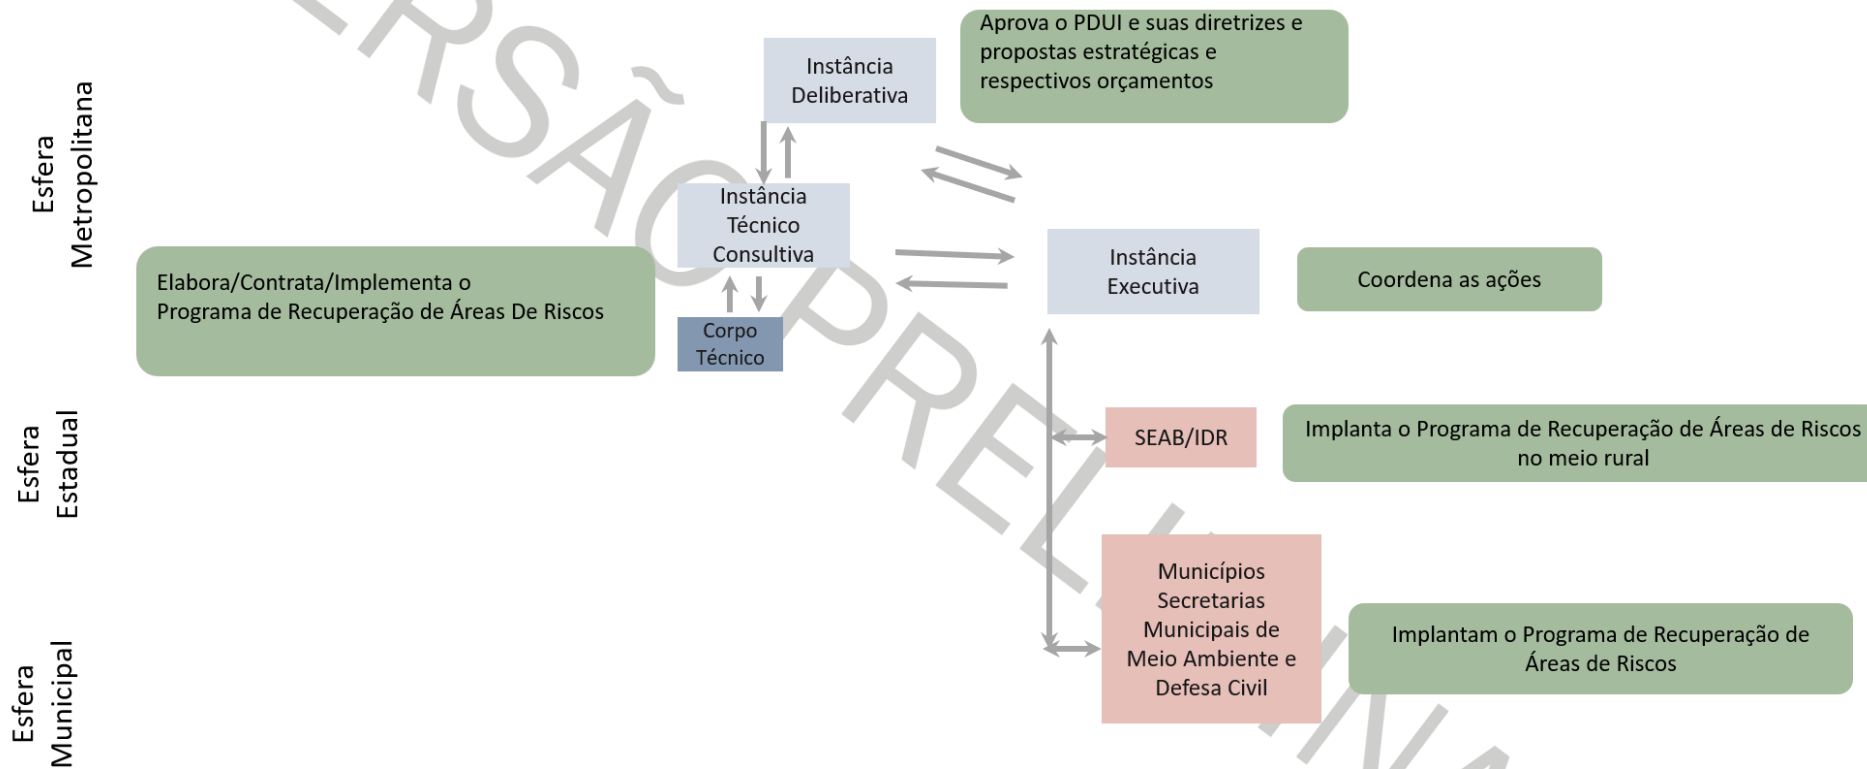 Esfera
Metropolitana
Instância
Deliberativa
Aprova o PDUI e suas diretrizes e
propostas estratégicas e
respectivos orçamentos
Instância
Técnico
Consultiva
Elabora/Contrata/Implementa o
Programa de Recuperação de Áreas De Riscos
Corpo
Técnico
Instância
Executiva
Coordena as ações
Esfera
Estadual
SEAB/IDR
Implanta o Programa de Recuperação de Áreas de Riscos
no meio rural
Esfera
Municipal
Municípios
Secretarias
Municipais de
Meio Ambiente e
Defesa Civil
Implantam o Programa de Recuperação de
Áreas de Riscos
ERSÃO PRELIMINA